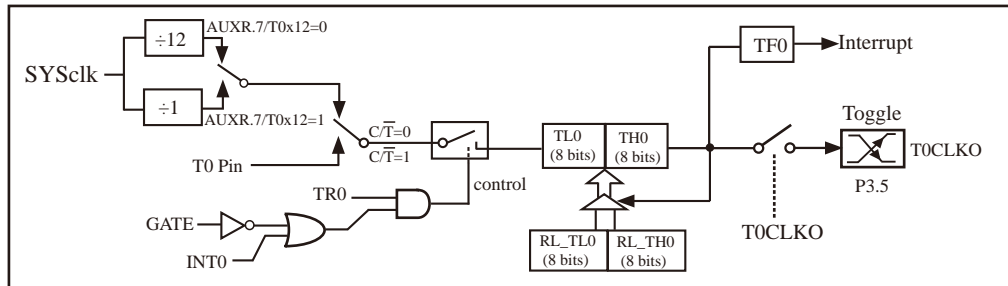 ÷12
AUXR.7/T0x12=0
SYSclk
÷1
AUXR.7/T0x12=1
T0 Pin
C/T̅=0
C/T̅=1
TR0
GATE
INT0
control
TL0
(8 bits)
TH0
(8 bits)
RL_TL0
(8 bits)
RL_TH0
(8 bits)
TF0
Interrupt
Toggle
T0CLKO
P3.5
T0CLKO